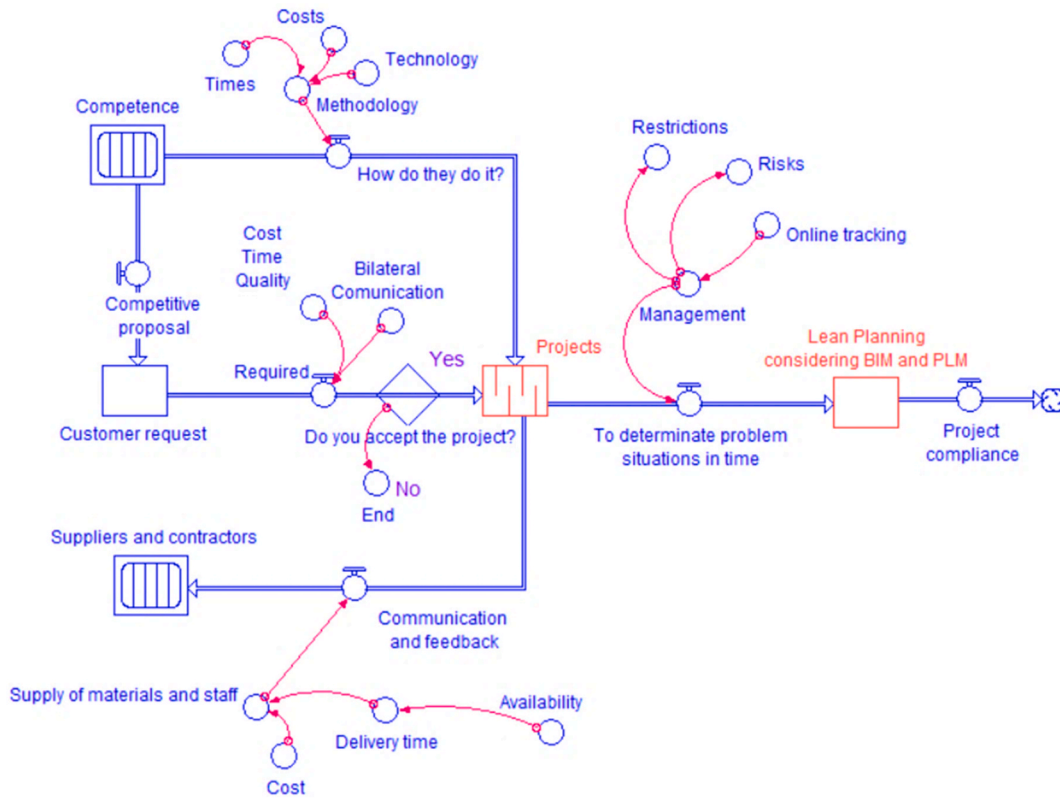 Costs
Technology
Times
Methodology
Competence
How do they do it?
Restrictions
Risks
Online tracking
Management
Cost
Time
Quality
Bilateral
Comunication
Competitive
proposal
Required
Yes
Projects
Lean Planning
considering BIM and PLM
Customer request
Do you accept the project?
No
End
To determinate problem
situations in time
Project
compliance
Suppliers and contractors
Communication
and feedback
Supply of materials and staff
Availability
Delivery time
Cost